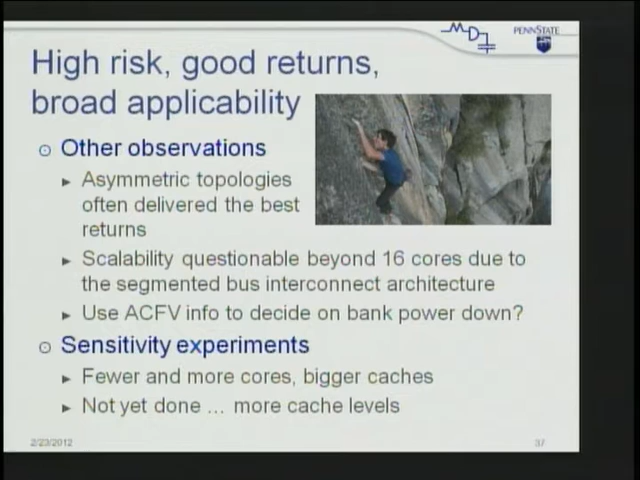 MD
PENNSTATE
High risk, good returns,
broad applicability
Other observations
Asymmetric topologies
often delivered the best
returns
Scalability questionable beyond 16 cores due to
the segmented bus interconnect architecture
Use ACFV info to decide on bank power down?
Sensitivity experiments
Fewer and more cores, bigger caches
Not yet done ... more cache levels
2/23/2012
37